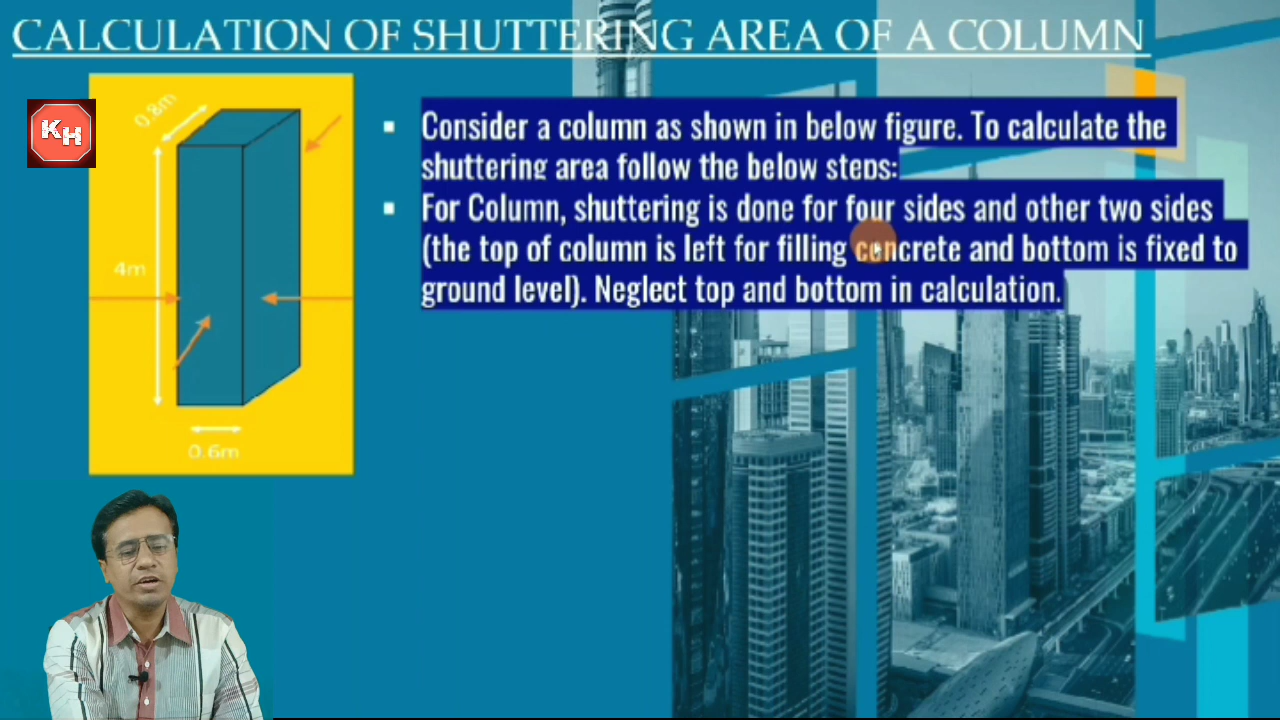 CALCULATION OF SHUTTERING AREA OF A COLUMN
KH
0.8m
4m
0.6m
▪ Consider a column as shown in below figure. To calculate the
shuttering area follow the below steps:
▪ For Column, shuttering is done for four sides and other two sides
(the top of column is left for filling concrete and bottom is fixed to
ground level). Neglect top and bottom in calculation.